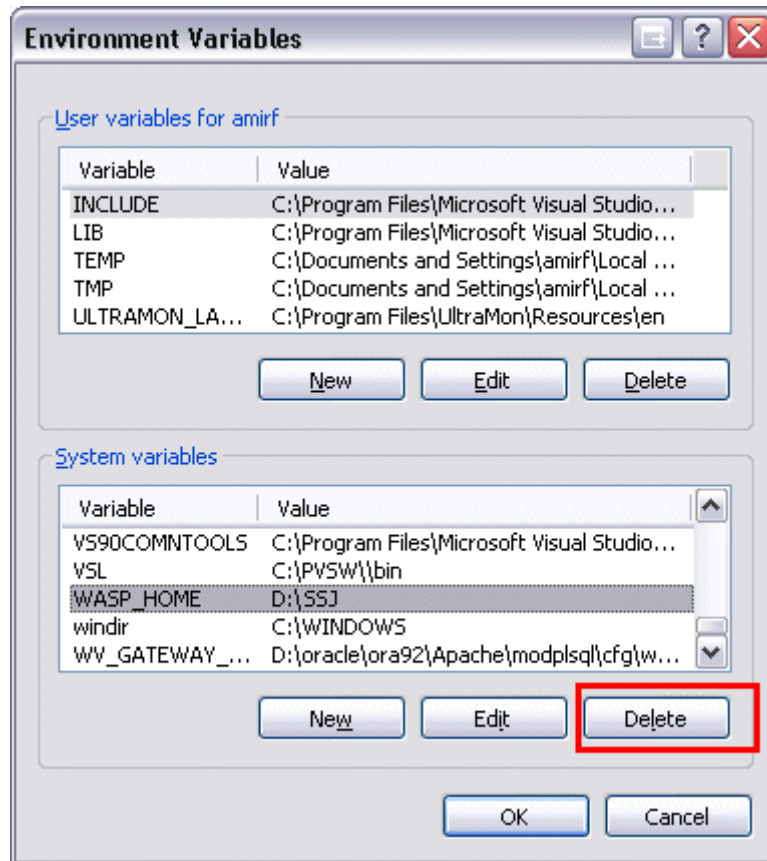 Environment Variables
User variables for amirf
Variable Value
INCLUDE C:\Program Files\Microsoft Visual Studio...
LIB C:\Program Files\Microsoft Visual Studio...
TEMP C:\Documents and Settings\amirf\Local ...
TMP C:\Documents and Settings\amirf\Local ...
ULTRAMON_LA... C:\Program Files\UltraMon\Resources\en
New Edit Delete
System variables
Variable Value
VS90COMNTOOLS C:\Program Files\Microsoft Visual Studio...
VSL C:\PVSW\\bin
WASP_HOME D:\SSJ
windir C:\WINDOWS
WV_GATEWAY_... D:\oracle\ora92\Apache\modplsql\cfg\w...
New Edit Delete
OK Cancel